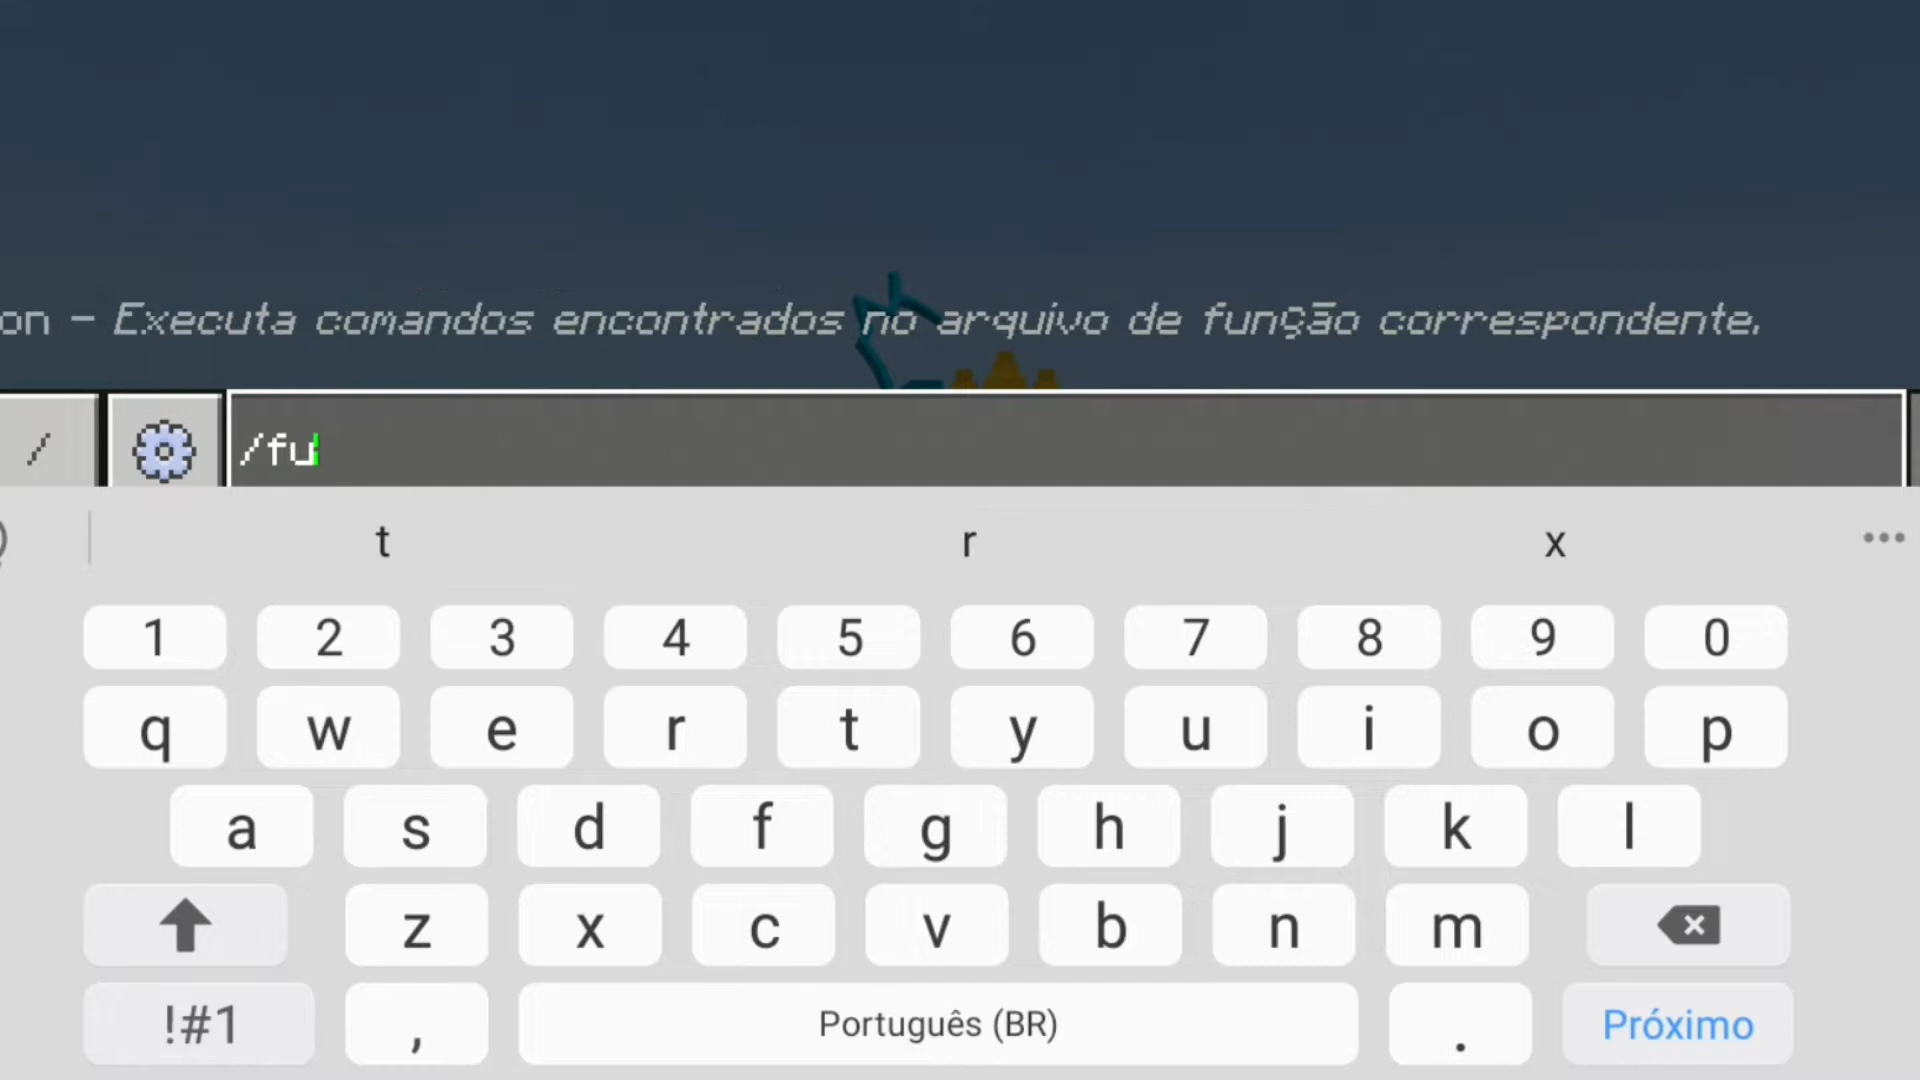 on – Executa comandos encontrados no arquivo de função correspondente.
/ /fu
t r x •••
1 2 3 4 5 6 7 8 9 0
q w e r t y u i o p
a s d f g h j k l
z x c v b n m
!#1 , Português (BR) . Próximo